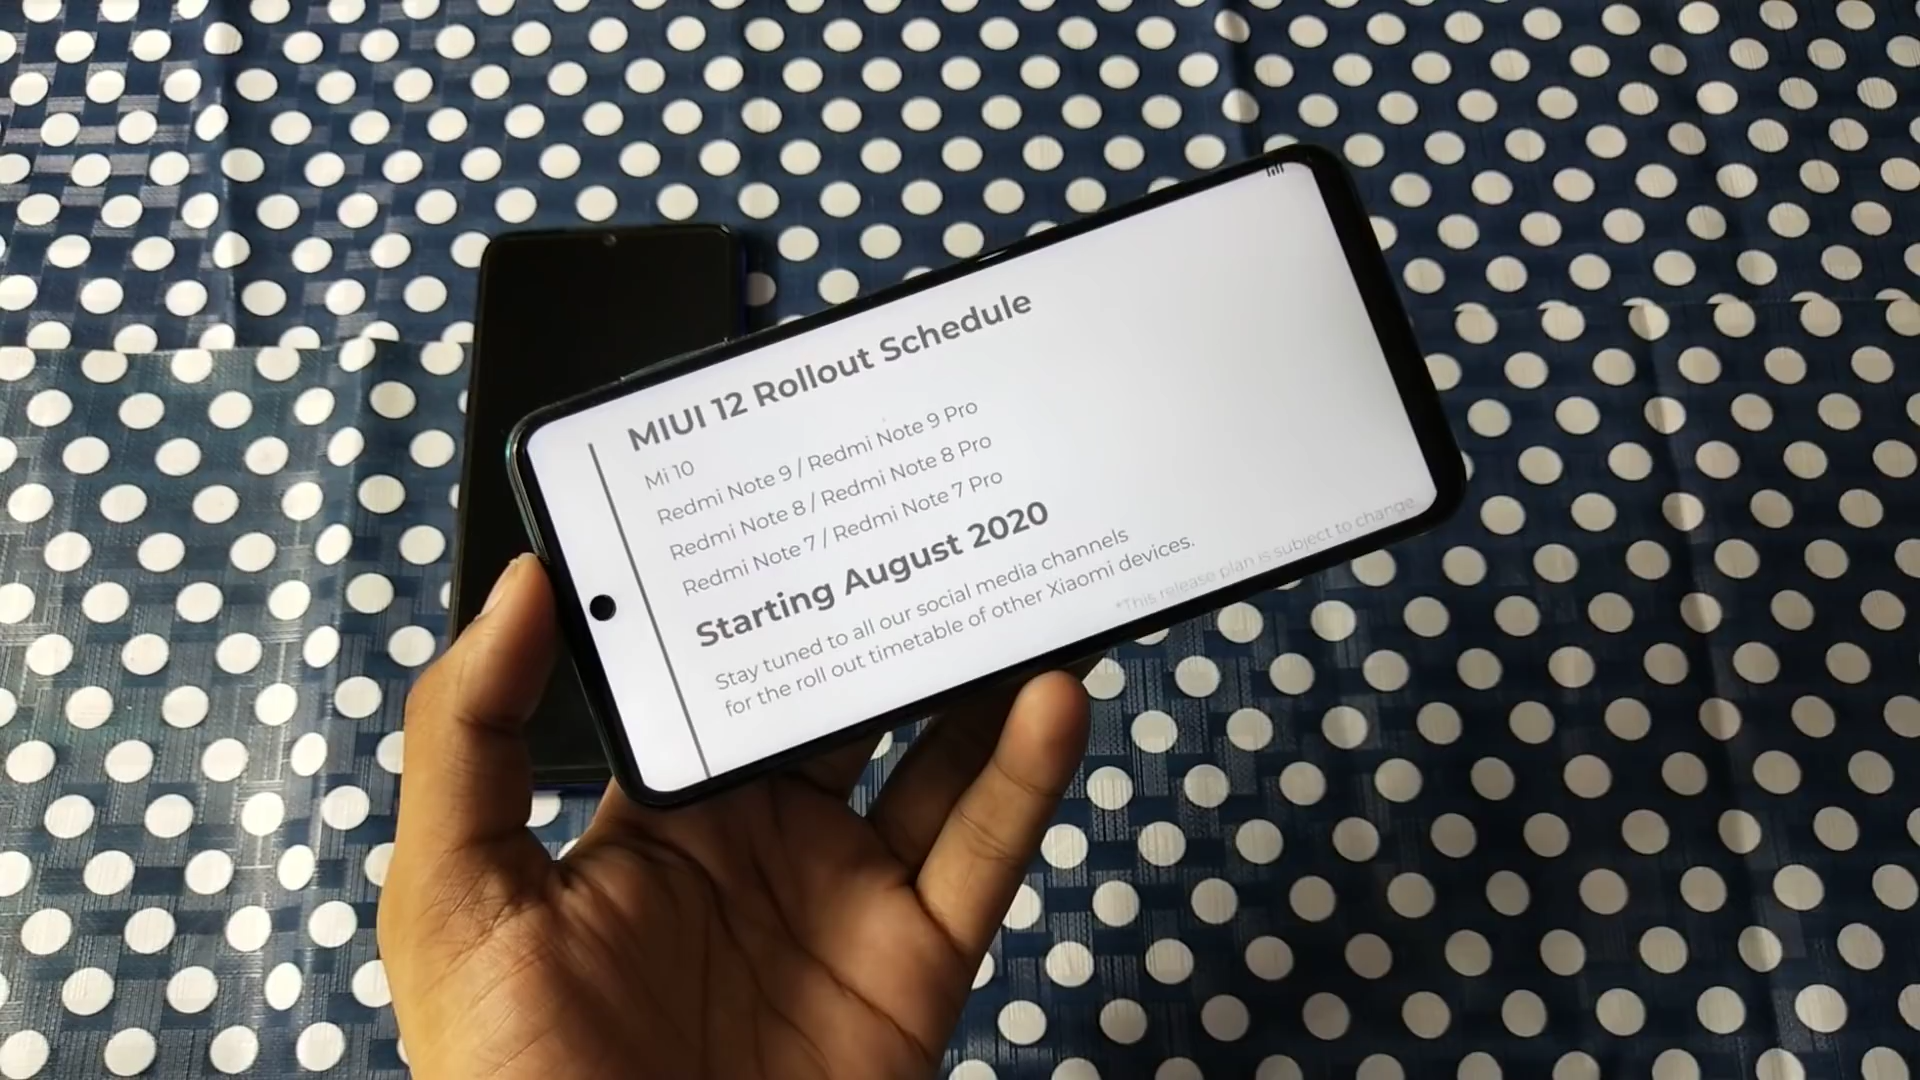 MIUI 12 Rollout Schedule
Mi 10
Redmi Note 9 / Redmi Note 9 Pro
Redmi Note 8 / Redmi Note 8 Pro
Redmi Note 7 / Redmi Note 7 Pro
Starting August 2020
Stay tuned to all our social media channels
for the roll out timetable of other Xiaomi devices.
*This release plan is subject to change